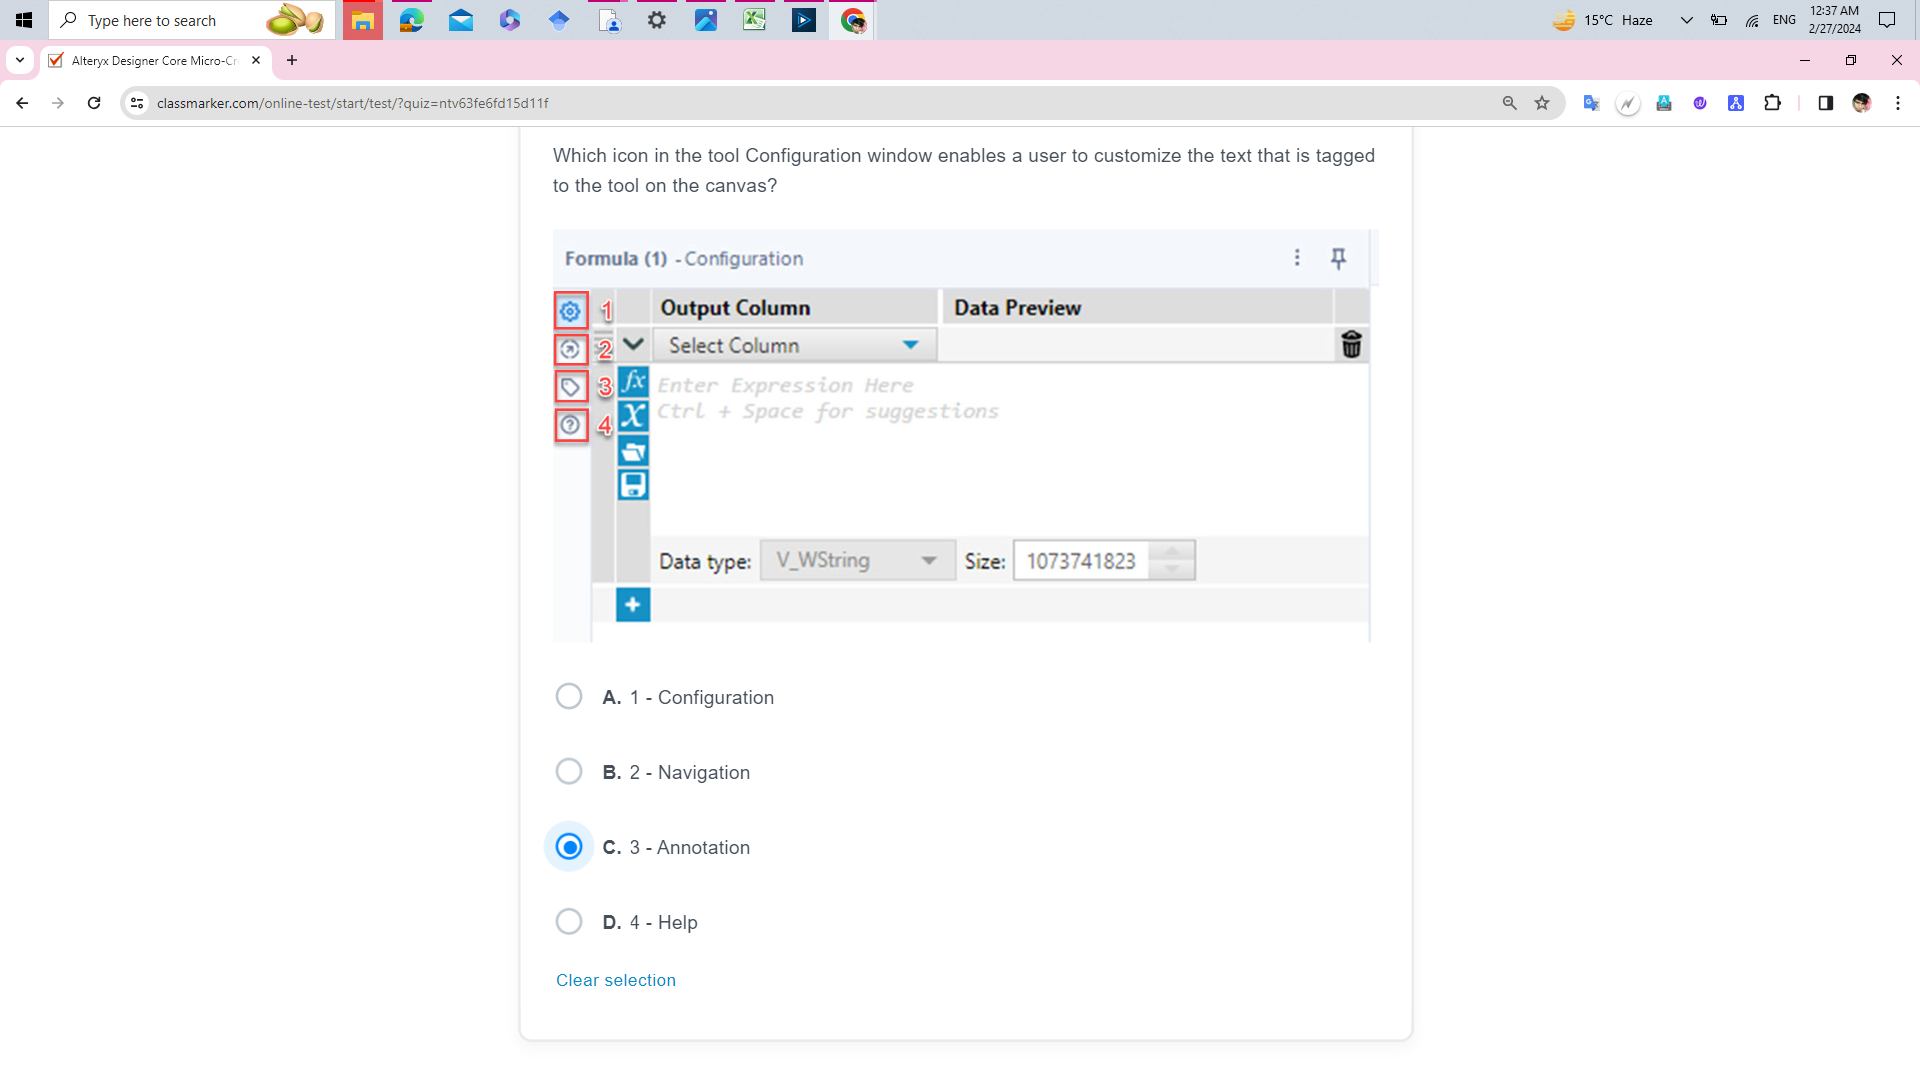 Type here to search
15°C Haze
ENG
12:37 AM
2/27/2024
Alteryx Designer Core Micro-Cr
classmarker.com/online-test/start/test/?quiz=ntv63fe6fd15d11f
Which icon in the tool Configuration window enables a user to customize the text that is tagged
to the tool on the canvas?
Formula (1) - Configuration
1 Output Column Data Preview
2 Select Column
3 fx Enter Expression Here
X Ctrl + Space for suggestions
4
Data type: V_WString Size: 1073741823
A. 1 - Configuration
B. 2 - Navigation
C. 3 - Annotation
D. 4 - Help
Clear selection